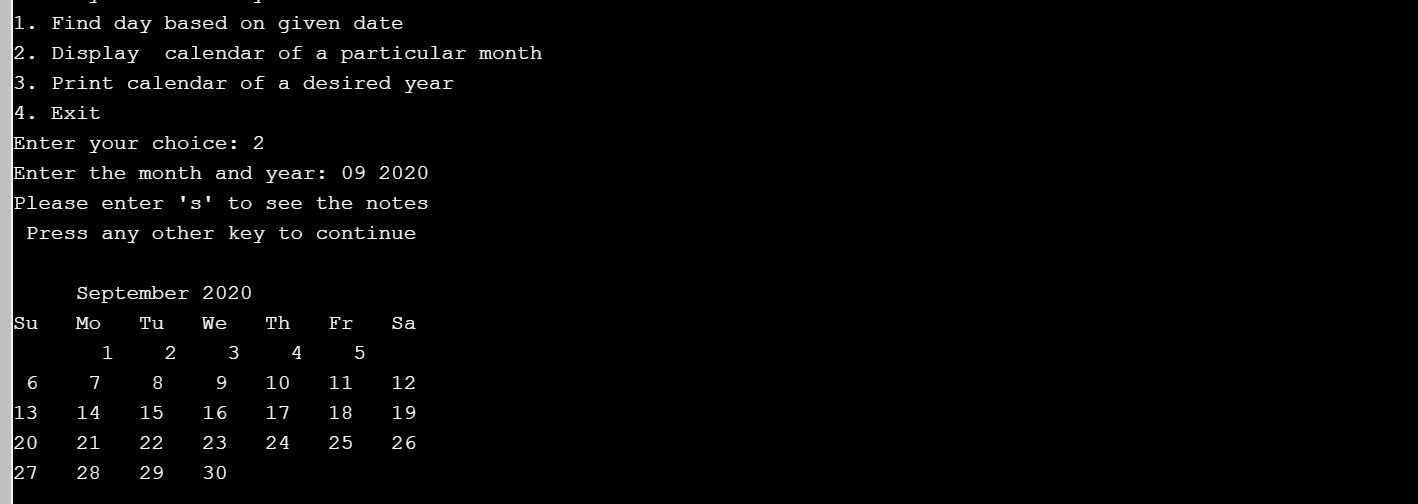 1. Find day based on given date
2. Display  calendar of a particular month
3. Print calendar of a desired year
4. Exit
Enter your choice: 2
Enter the month and year: 09 2020
Please enter 's' to see the notes
 Press any other key to continue

     September 2020
Su   Mo   Tu   We   Th   Fr   Sa
       1    2    3    4    5
 6    7    8    9   10   11   12
13   14   15   16   17   18   19
20   21   22   23   24   25   26
27   28   29   30